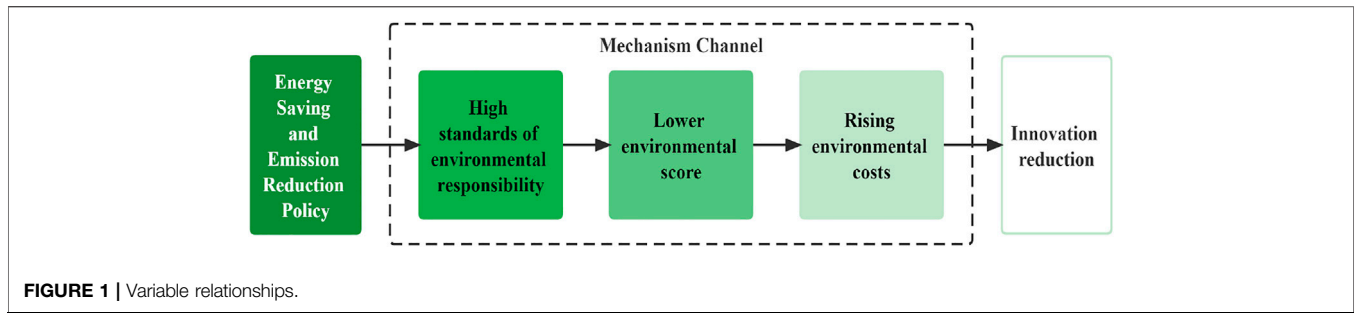 Mechanism Channel
Energy
Saving
and
Emission
Reduction
Policy
High
standards of
environmental
responsibility
Lower
environmental
score
Rising
environmental
costs
Innovation
reduction
FIGURE 1 | Variable relationships.